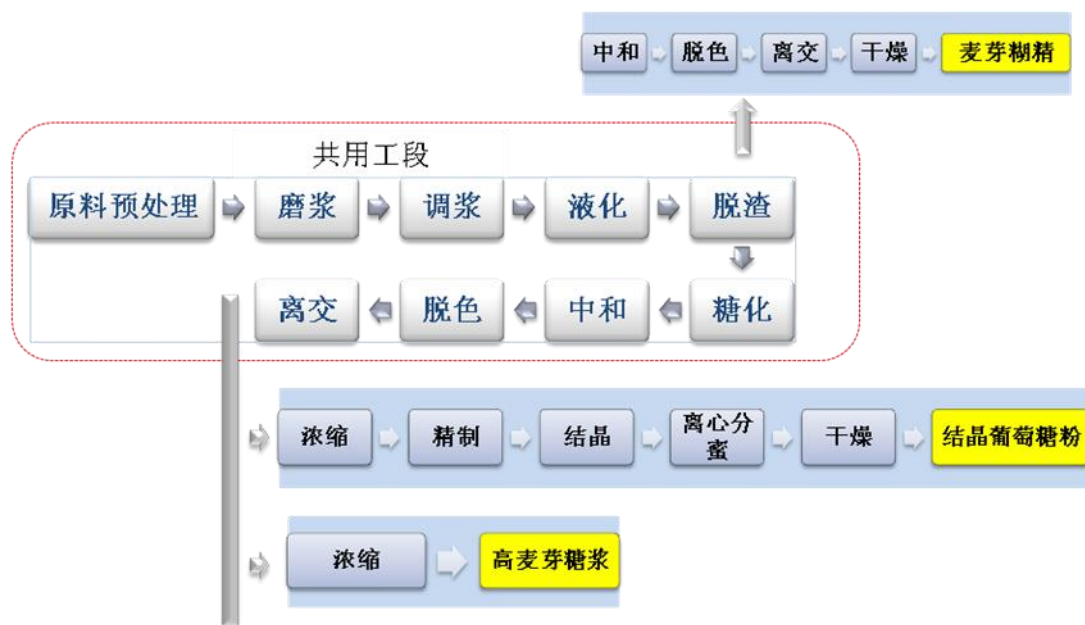 中和
脱色
离交
干燥
麦芽糊精
共用工段
原料预处理
磨浆
调浆
液化
脱渣
离交
脱色
中和
糖化
浓缩
精制
结晶
离心分
蜜
干燥
结晶葡萄糖粉
浓缩
高麦芽糖浆